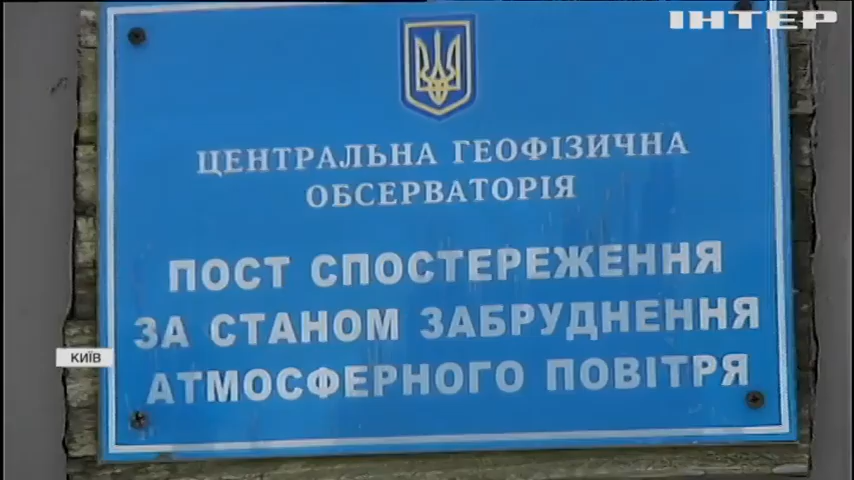 ІНТЕР
ЦЕНТРАЛЬНА ГЕОФІЗИЧНА
ОБСЕРВАТОРІЯ
ПОСТ СПОСТЕРЕЖЕННЯ
ЗА СТАНОМ ЗАБРУДНЕННЯ
КИЇВ
АТМОСФЕРНОГО ПОВІТРЯ